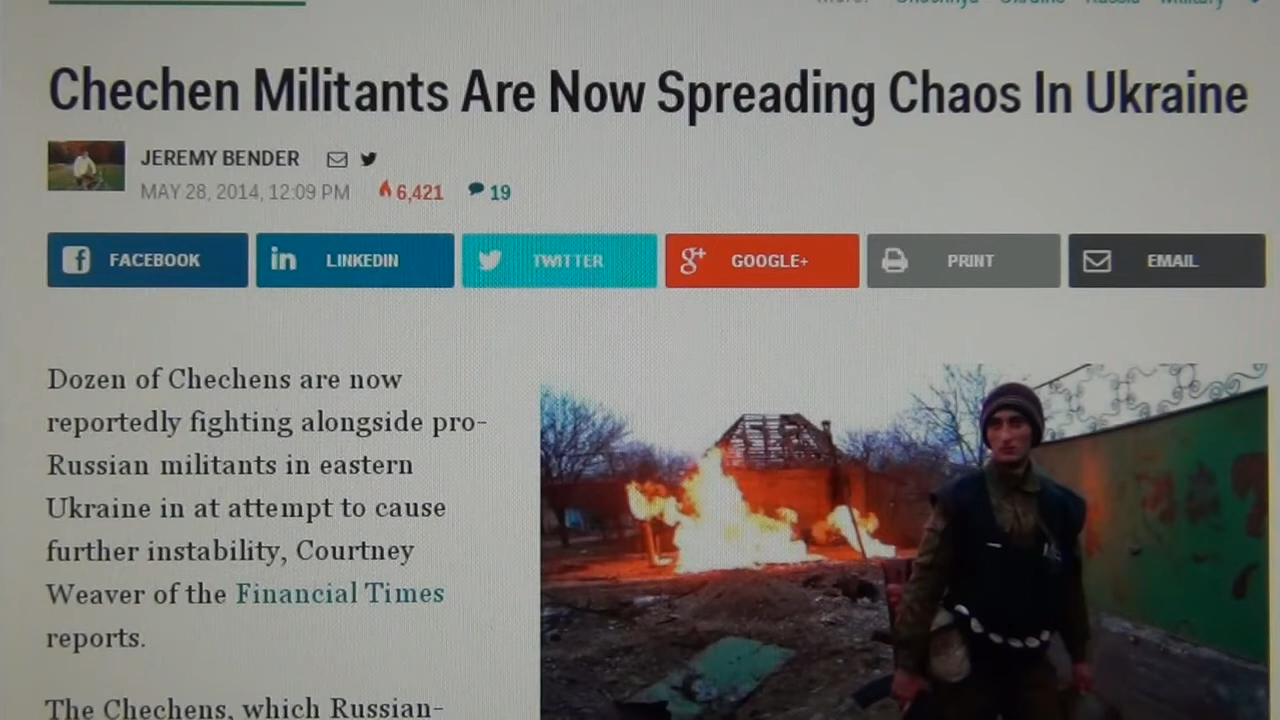 Chechen Militants Are Now Spreading Chaos In Ukraine
JEREMY BENDER
MAY 28, 2014, 12:09 PM 6,421 19
FACEBOOK LINKEDIN TWITTER GOOGLE+ PRINT EMAIL
Dozen of Chechens are now
reportedly fighting alongside pro-
Russian militants in eastern
Ukraine in at attempt to cause
further instability, Courtney
Weaver of the Financial Times
reports.
The Chechens, which Russian-